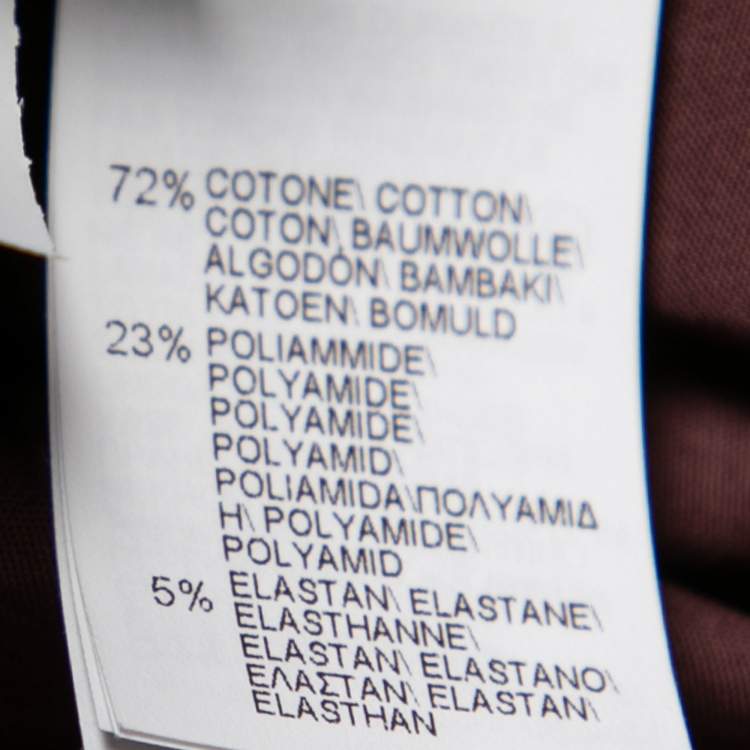 72% COTONE\ COTTON\
COTON\ BAUMWOLLE\
ALGODÓN\ BAMBAKI\
KATOEN\ BOMULD
23% POLIAMMIDE\
POLYAMIDE\
POLYAMIDE\
POLYAMID\
POLIAMIDA\ΠΟΛΥΑΜΙΔ
Η\ POLYAMIDE\
POLYAMID
5% ELASTAN\ ELASTANE\
ELASTHANNE\
ELASTAN\ ELASTANO\
ΕΛΑΣΤΑΝ\ ELASTAN\
ELASTHAN